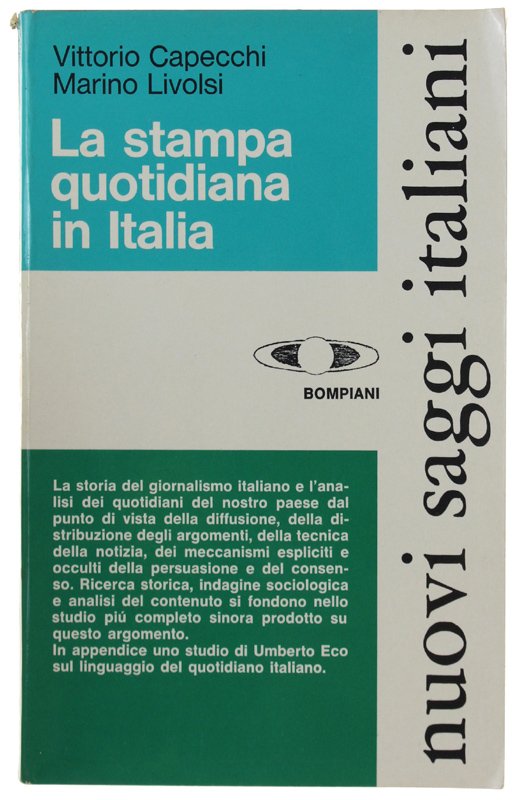 Vittorio Capecchi
Marino Livolsi
La stampa
quotidiana
in Italia
BOMPIANI
La storia del giornalismo italiano e l'ana-
lisi dei quotidiani del nostro paese dal
punto di vista della diffusione, della di-
stribuzione degli argomenti, della tecnica
della notizia, dei meccanismi espliciti e
occulti della persuasione e del consen-
so. Ricerca storica, indagine sociologica
e analisi del contenuto si fondono nello
studio piú completo sinora prodotto su
questo argomento.
In appendice uno studio di Umberto Eco
sul linguaggio del quotidiano italiano.
nuovi saggi italiani